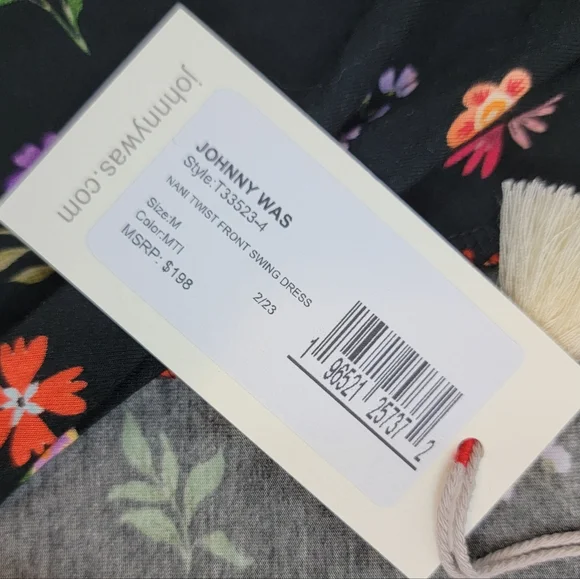 johnnywas.com
JOHNNY WAS
Style:T33523-4
NANI TWIST FRONT SWING DRESS
Size:M
Color:MTI
MSRP: $198
2/23
1 96521 25737 2